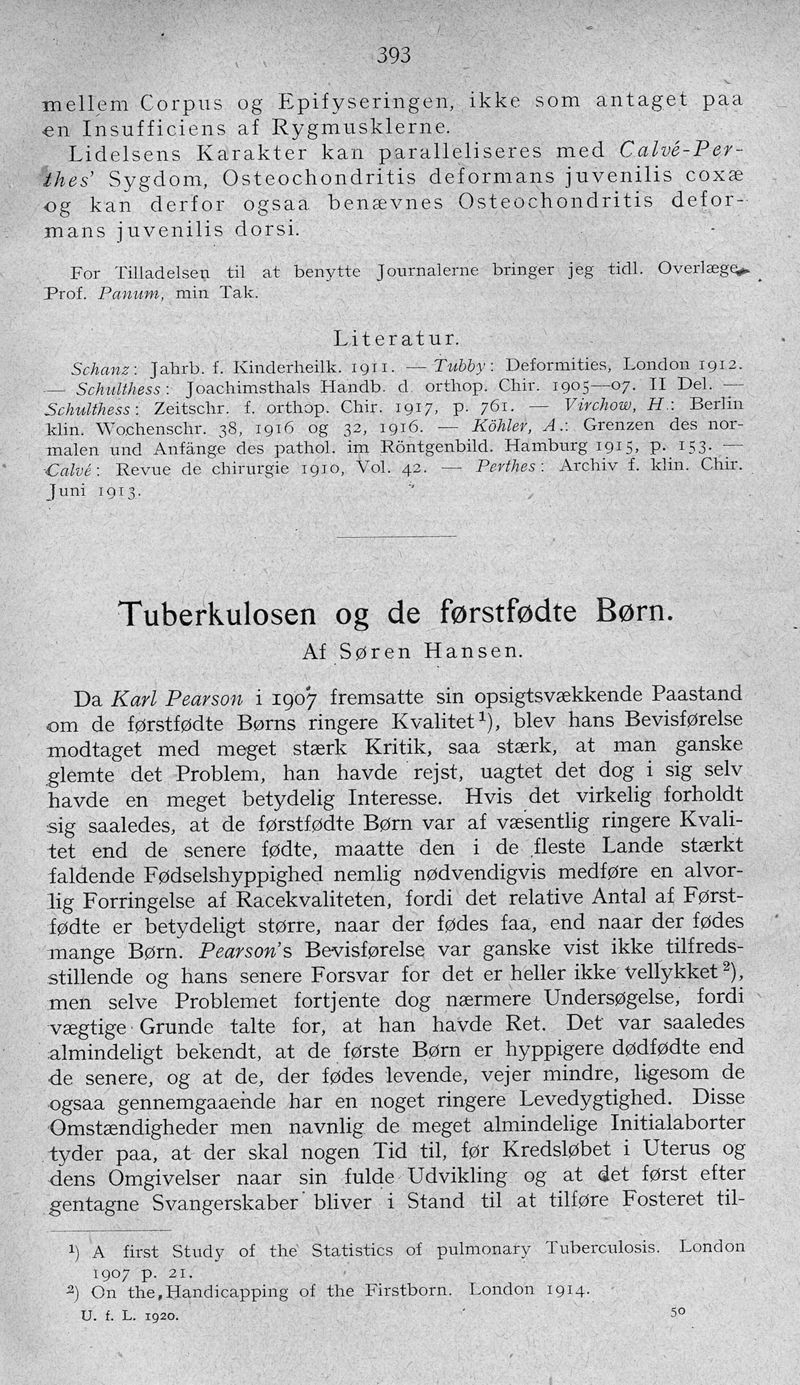 393
mellem Corpus og Epifyseringen, ikke som antaget paa
en Insufficiens af Rygmusklerne.
Lidelsens Karakter kan paralleliseres med Calvé-Per-
thes' Sygdom, Osteochondritis deformans juvenilis coxæ
og kan derfor ogsaa benævnes Osteochondritis defor-
mans juvenilis dorsi.
For Tilladelsen til at benytte Journalerne bringer jeg tidl. Overlæge,
Prof. Panum, min Tak.
Literatur.
Schanz: Jahrb. f. Kinderheilk. 1911. — Tubby: Deformities, London 1912.
— Schulthess: Joachimsthals Handb. d orthop. Chir. 1905—07. II Del. —
Schulthess: Zeitschr. f. orthop. Chir. 1917, p. 761. — Virchow, H.: Berlin
klin. Wochenschr. 38, 1916 og 32, 1916. — Köhler, A.: Grenzen des nor-
malen und Anfänge des pathol. im Röntgenbild. Hamburg 1915, p. 153. —
Calvé: Revue de chirurgie 1910, Vol. 42. — Perthes: Archiv f. klin. Chir.
Juni 1913.
Tuberkulosen og de førstfødte Børn.
Af Søren Hansen.
Da Karl Pearson i 1907 fremsatte sin opsigtsvækkende Paastand
om de førstfødte Børns ringere Kvalitet¹), blev hans Bevisførelse
modtaget med meget stærk Kritik, saa stærk, at man ganske
glemte det Problem, han havde rejst, uagtet det dog i sig selv
havde en meget betydelig Interesse. Hvis det virkelig forholdt
sig saaledes, at de førstfødte Børn var af væsentlig ringere Kvali-
tet end de senere fødte, maatte den i de fleste Lande stærkt
faldende Fødselshyppighed nemlig nødvendigvis medføre en alvor-
lig Forringelse af Racekvaliteten, fordi det relative Antal af Først-
fødte er betydeligt større, naar der fødes faa, end naar der fødes
mange Børn. Pearson's Bevisførelse var ganske vist ikke tilfreds-
stillende og hans senere Forsvar for det er heller ikke vellykket²),
men selve Problemet fortjente dog nærmere Undersøgelse, fordi
vægtige Grunde talte for, at han havde Ret. Det var saaledes
almindeligt bekendt, at de første Børn er hyppigere dødfødte end
de senere, og at de, der fødes levende, vejer mindre, ligesom de
ogsaa gennemgaaende har en noget ringere Levedygtighed. Disse
Omstændigheder men navnlig de meget almindelige Initialaborter
tyder paa, at der skal nogen Tid til, før Kredsløbet i Uterus og
dens Omgivelser naar sin fulde Udvikling og at det først efter
gentagne Svangerskaber bliver i Stand til at tilføre Fosteret til-
¹) A first Study of the Statistics of pulmonary Tuberculosis. London
1907 p. 21.
²) On the Handicapping of the Firstborn. London 1914.
U. f. L. 1920. 50